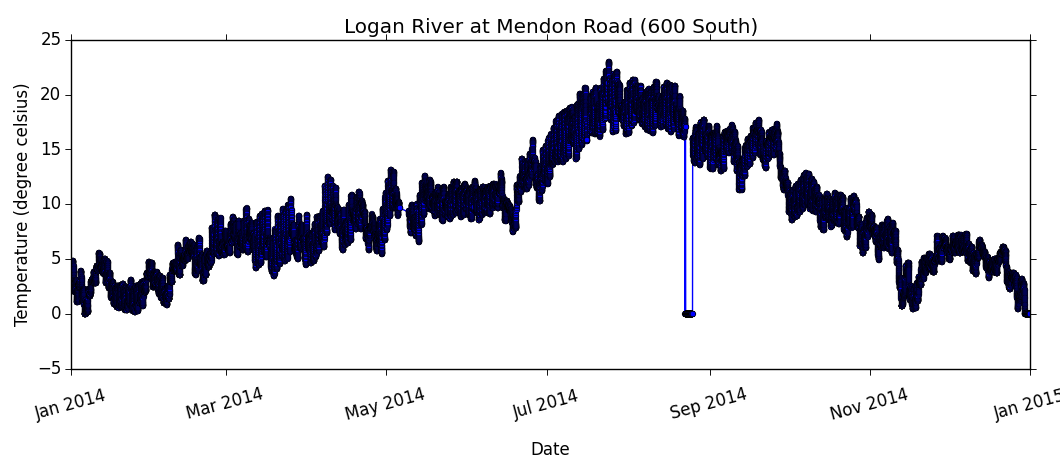 Logan River at Mendon Road (600 South)
Temperature (degree celsius)
25
20
15
10
5
0
−5
Jan 2014
Mar 2014
May 2014
Jul 2014
Sep 2014
Nov 2014
Jan 2015
Date